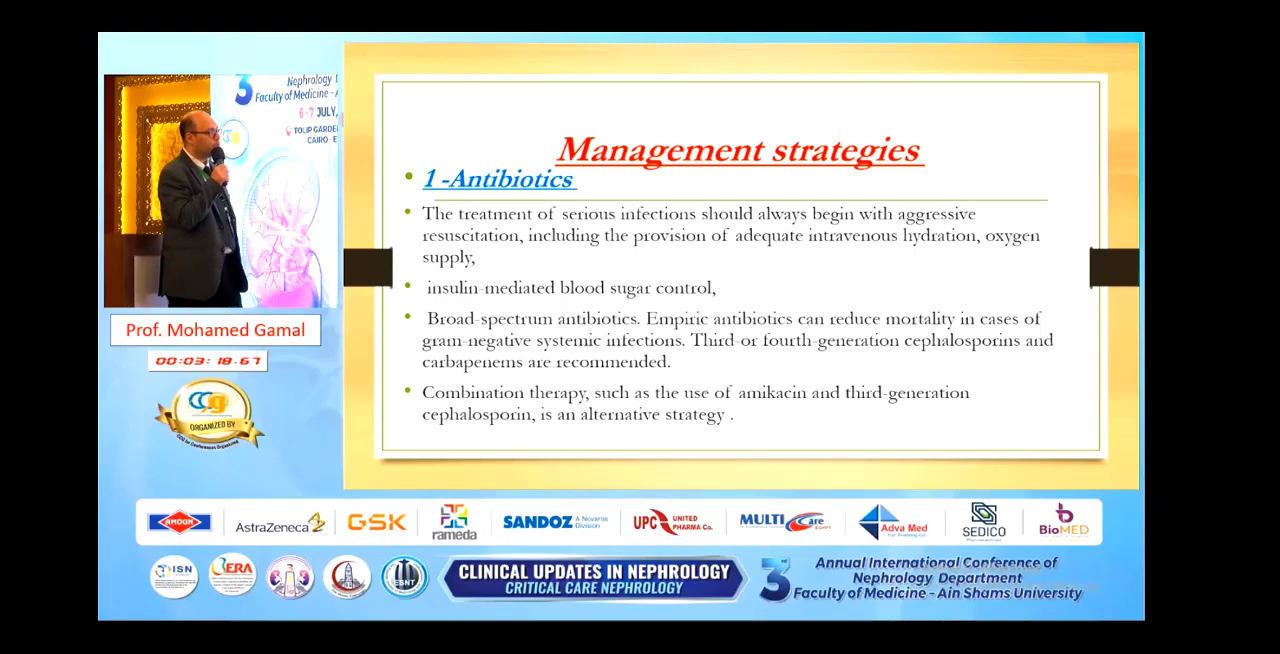 3 Nephrology D
Faculty of Medicine - A
6-7 JULY,
TOLIP GARDE
CAIRO - E
Management strategies
1 -Antibiotics
The treatment of serious infections should always begin with aggressive
resuscitation, including the provision of adequate intravenous hydration, oxygen
supply,
insulin-mediated blood sugar control,
Broad-spectrum antibiotics. Empiric antibiotics can reduce mortality in cases of
gram-negative systemic infections. Third-or fourth-generation cephalosporins and
carbapenems are recommended.
Combination therapy, such as the use of amikacin and third-generation
cephalosporin, is an alternative strategy .
Prof. Mohamed Gamal
00:03: 18.67
ORGANIZED BY
AMOUN
AstraZeneca
GSK
rameda
SANDOZ A Novartis
Division
UPC UNITED
PHARMA Co.
MULTI Care
EGYPT
Adva Med
SEDICO
Pharmaceuticals
BioMED
ISN
ERA
ESNT
CLINICAL UPDATES IN NEPHROLOGY
CRITICAL CARE NEPHROLOGY
3 Annual International Conference of
Nephrology Department
Faculty of Medicine - Ain Shams University